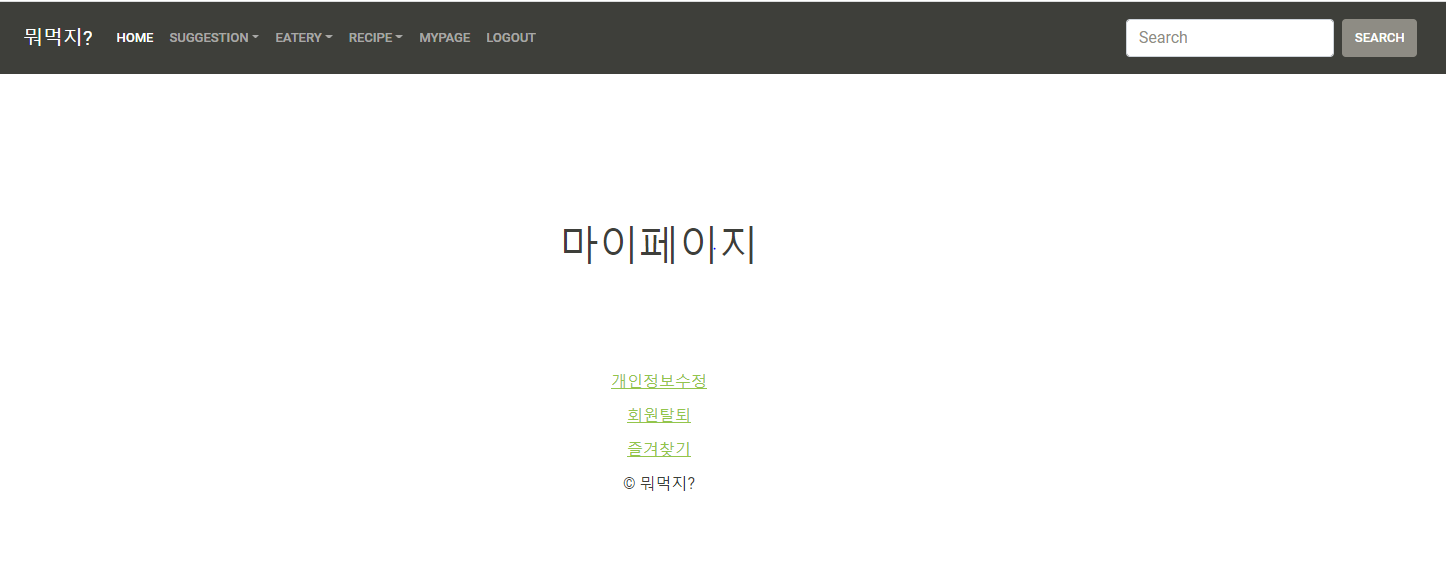 뭐먹지? HOME SUGGESTION EATERY RECIPE MYPAGE LOGOUT Search SEARCH
마이페이지
개인정보수정
회원탈퇴
즐겨찾기
© 뭐먹지?